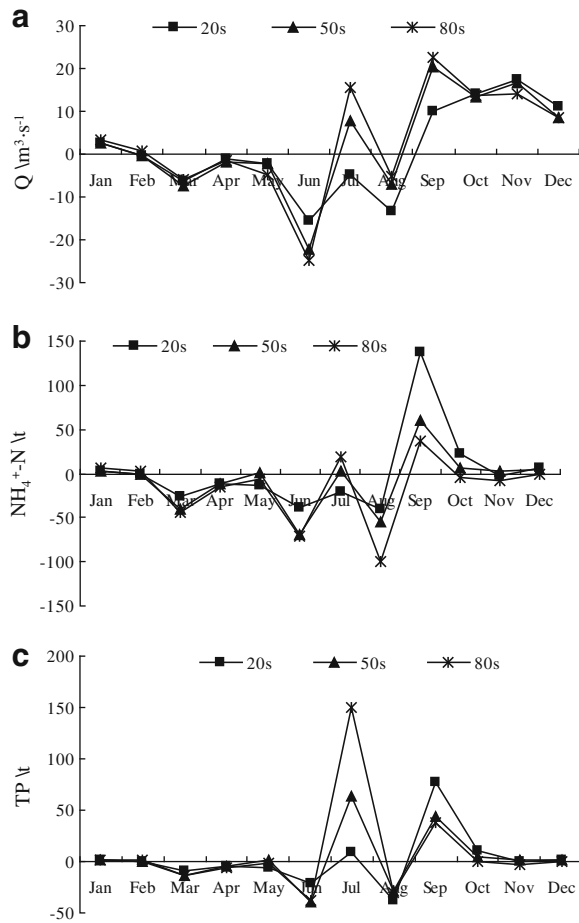 a
20s 50s 80s
30
20
10
0
-10
-20
-30
Q \m³·s⁻¹
Jan Feb Mar Apr May Jun Jul Aug Sep Oct Nov Dec
b
20s 50s 80s
150
100
50
0
-50
-100
-150
NH₄⁺-N \t
Jan Feb Mar Apr May Jun Jul Aug Sep Oct Nov Dec
c
20s 50s 80s
200
150
100
50
0
-50
TP \t
Jan Feb Mar Apr May Jun Jul Aug Sep Oct Nov Dec